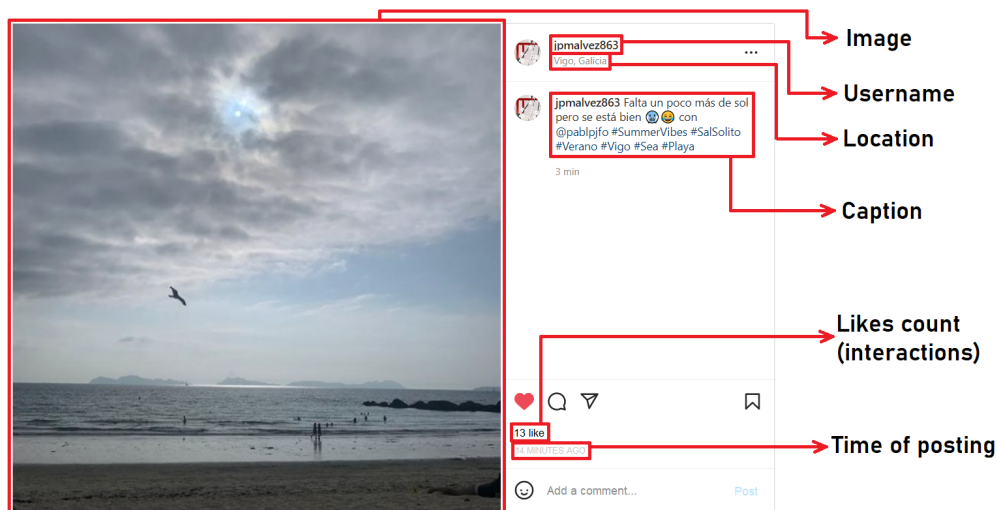 Image
jpmalvez863
Vigo, Galicia
Username
Location
jpmalvez863 Falta un poco más de sol
pero se está bien 🥶😅 con
@pablpjfo #SummerVibes #SalSolito
#Verano #Vigo #Sea #Playa
3 min
Caption
Likes count
(interactions)
13 like
14 MINUTES AGO
Time of posting
Add a comment...
Post